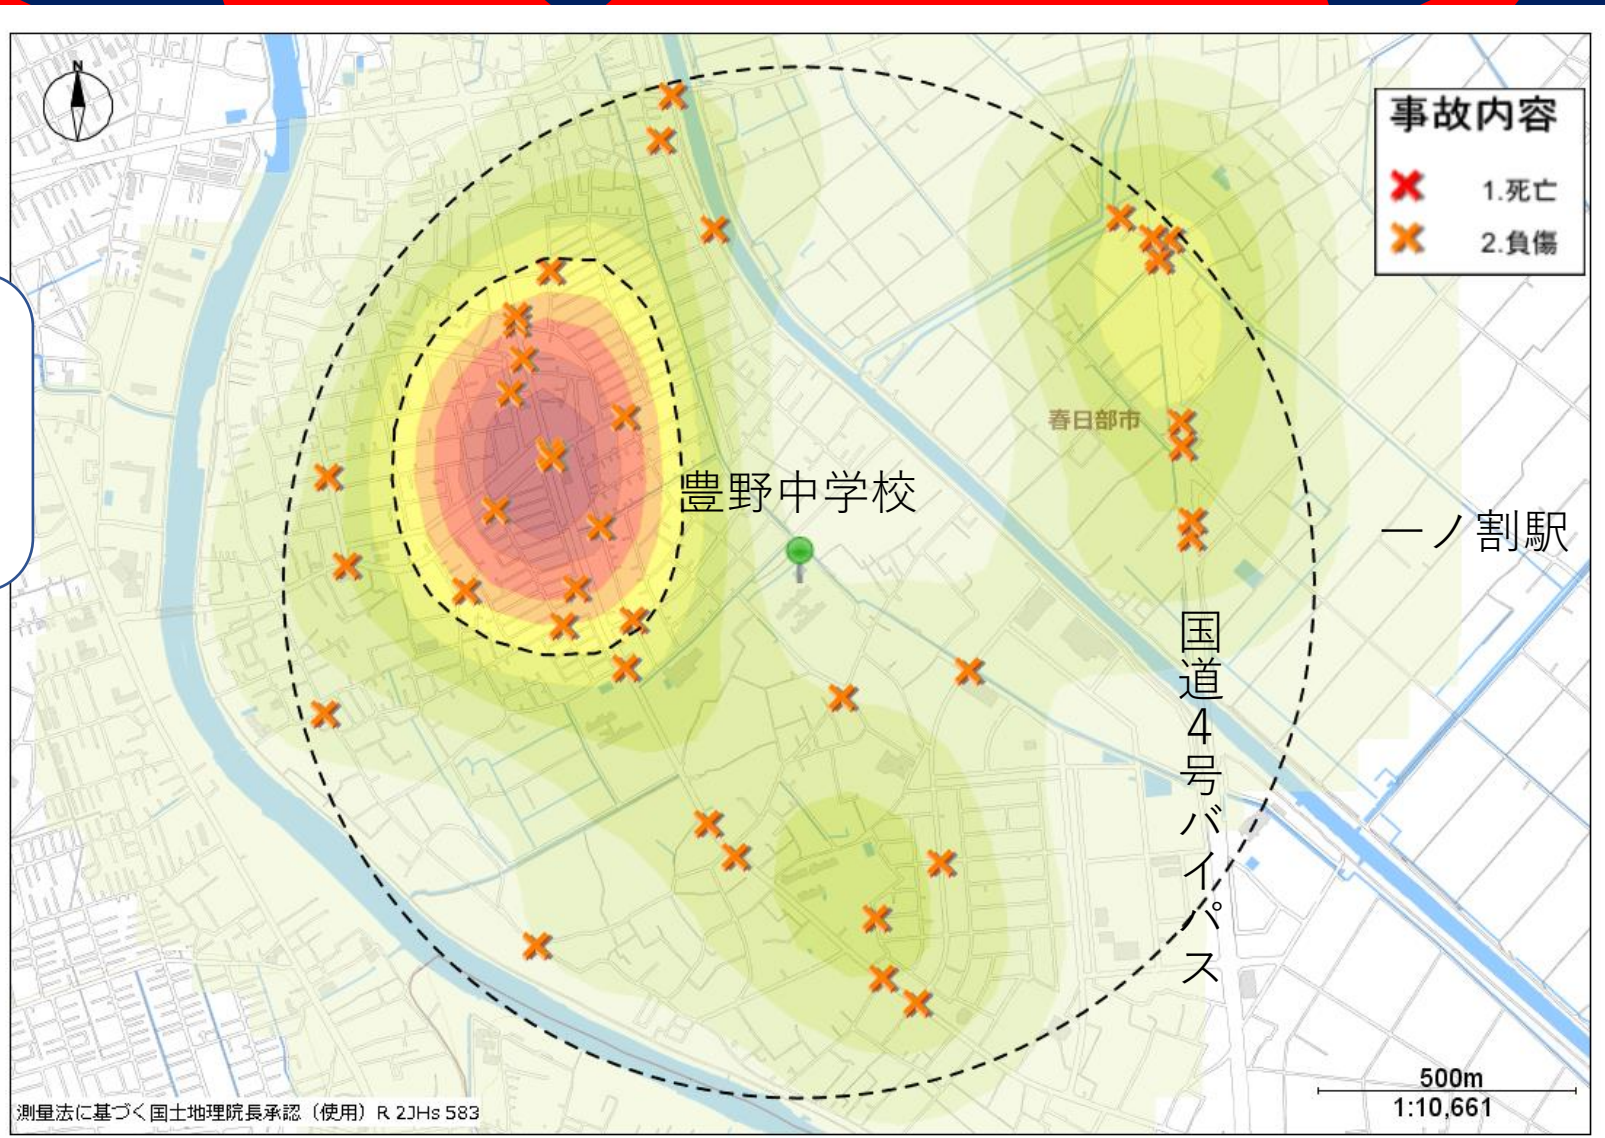 N
事故内容
1.死亡
2.負傷
春日部市
豊野中学校
一ノ割駅
国道4号バイパス
500m
1:10,661
測量法に基づく国土地理院長承認（使用）R 2JHs 583